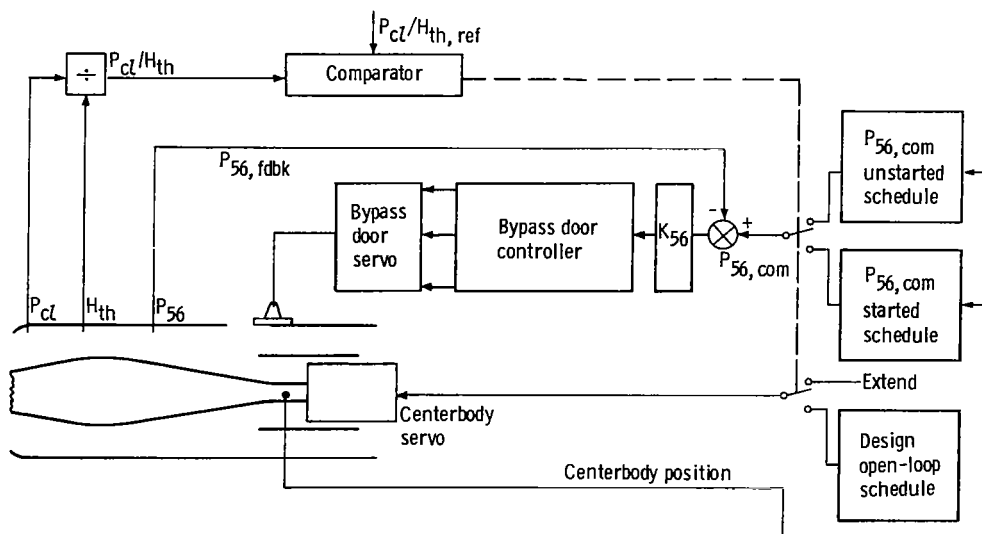 P_cl/H_th, ref
P_cl/H_th
÷
Comparator
P_56, fdbk
P_56, com
unstarted
schedule
Bypass
door
servo
Bypass door
controller
K_56
-
+
P_56, com
P_56, com
started
schedule
P_cl
H_th
P_56
Extend
Centerbody
servo
Design
open-loop
schedule
Centerbody position